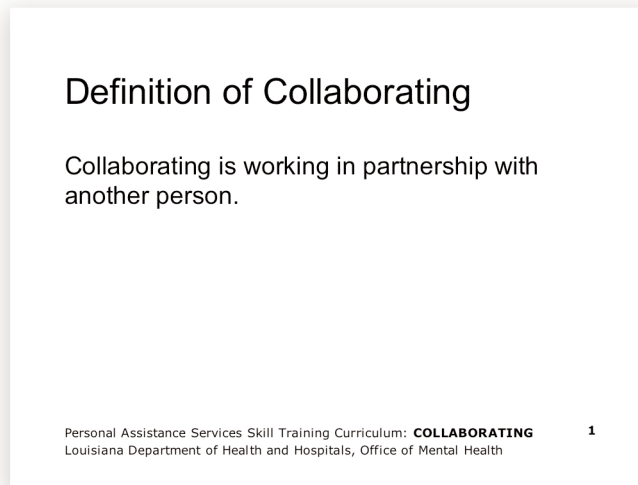 Definition of Collaborating
Collaborating is working in partnership with
another person.
Personal Assistance Services Skill Training Curriculum: COLLABORATING 1
Louisiana Department of Health and Hospitals, Office of Mental Health